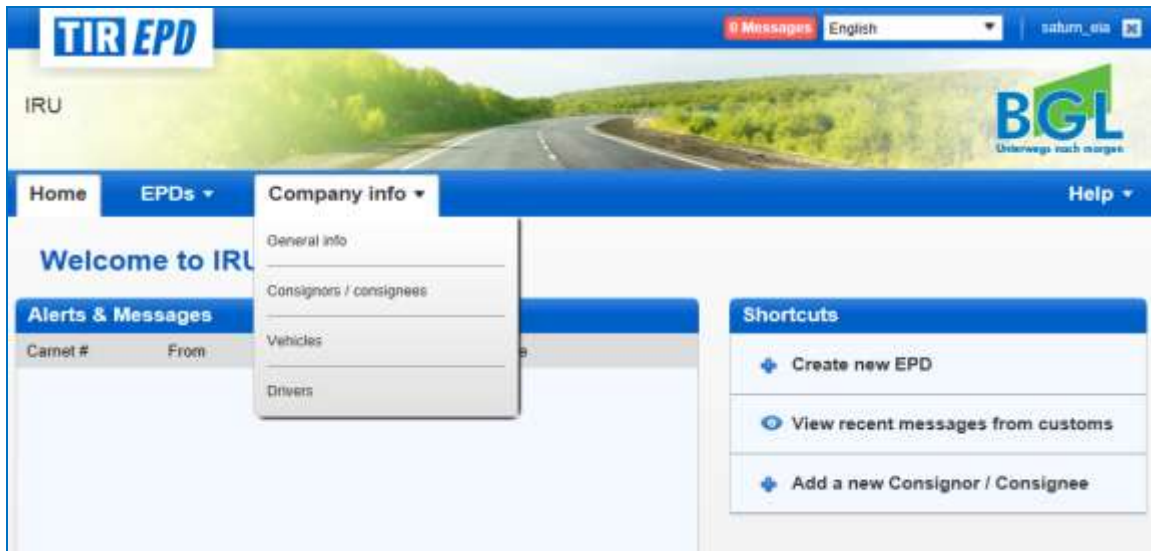 TIR EPD
0 Messages English saturn_eia
IRU
BGL
Unterwegs nach morgen
Home EPDs Company info Help
General info
Welcome to IRU
Consignors / consignees
Alerts & Messages Shortcuts
Vehicles
Carnet # From
Create new EPD
Drivers
View recent messages from customs
Add a new Consignor / Consignee